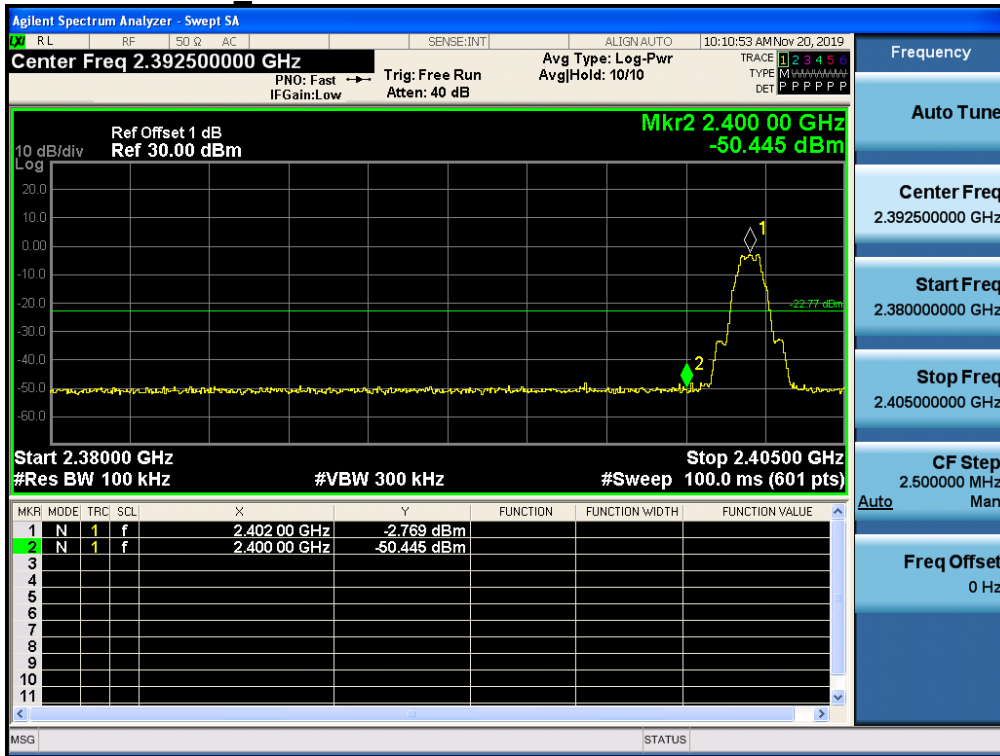 Agilent Spectrum Analyzer - Swept SA
LXI RL RF 50 Ω AC SENSE:INT ALIGN AUTO 10:10:53 AM Nov 20, 2019
Center Freq 2.392500000 GHz
PNO: Fast
IFGain:Low
Trig: Free Run
Atten: 40 dB
Avg Type: Log-Pwr
Avg|Hold: 10/10
TRACE 1 2 3 4 5 6
TYPE M
DET P P P P P P
Mkr2 2.400 00 GHz
-50.445 dBm
Ref Offset 1 dB
10 dB/div Ref 30.00 dBm
Log
20.0
10.0
0.00
-10.0
-20.0
-30.0
-40.0
-50.0
-60.0
1
-22.77 dBm
2
Start 2.38000 GHz Stop 2.40500 GHz
#Res BW 100 kHz #VBW 300 kHz #Sweep 100.0 ms (601 pts)
MKR MODE TRC SCL X Y FUNCTION FUNCTION WIDTH FUNCTION VALUE
1 N 1 f 2.402 00 GHz -2.769 dBm
2 N 1 f 2.400 00 GHz -50.445 dBm
3
4
5
6
7
8
9
10
11
MSG STATUS
Frequency
Auto Tune
Center Freq
2.392500000 GHz
Start Freq
2.380000000 GHz
Stop Freq
2.405000000 GHz
CF Step
2.500000 MHz
Auto Man
Freq Offset
0 Hz